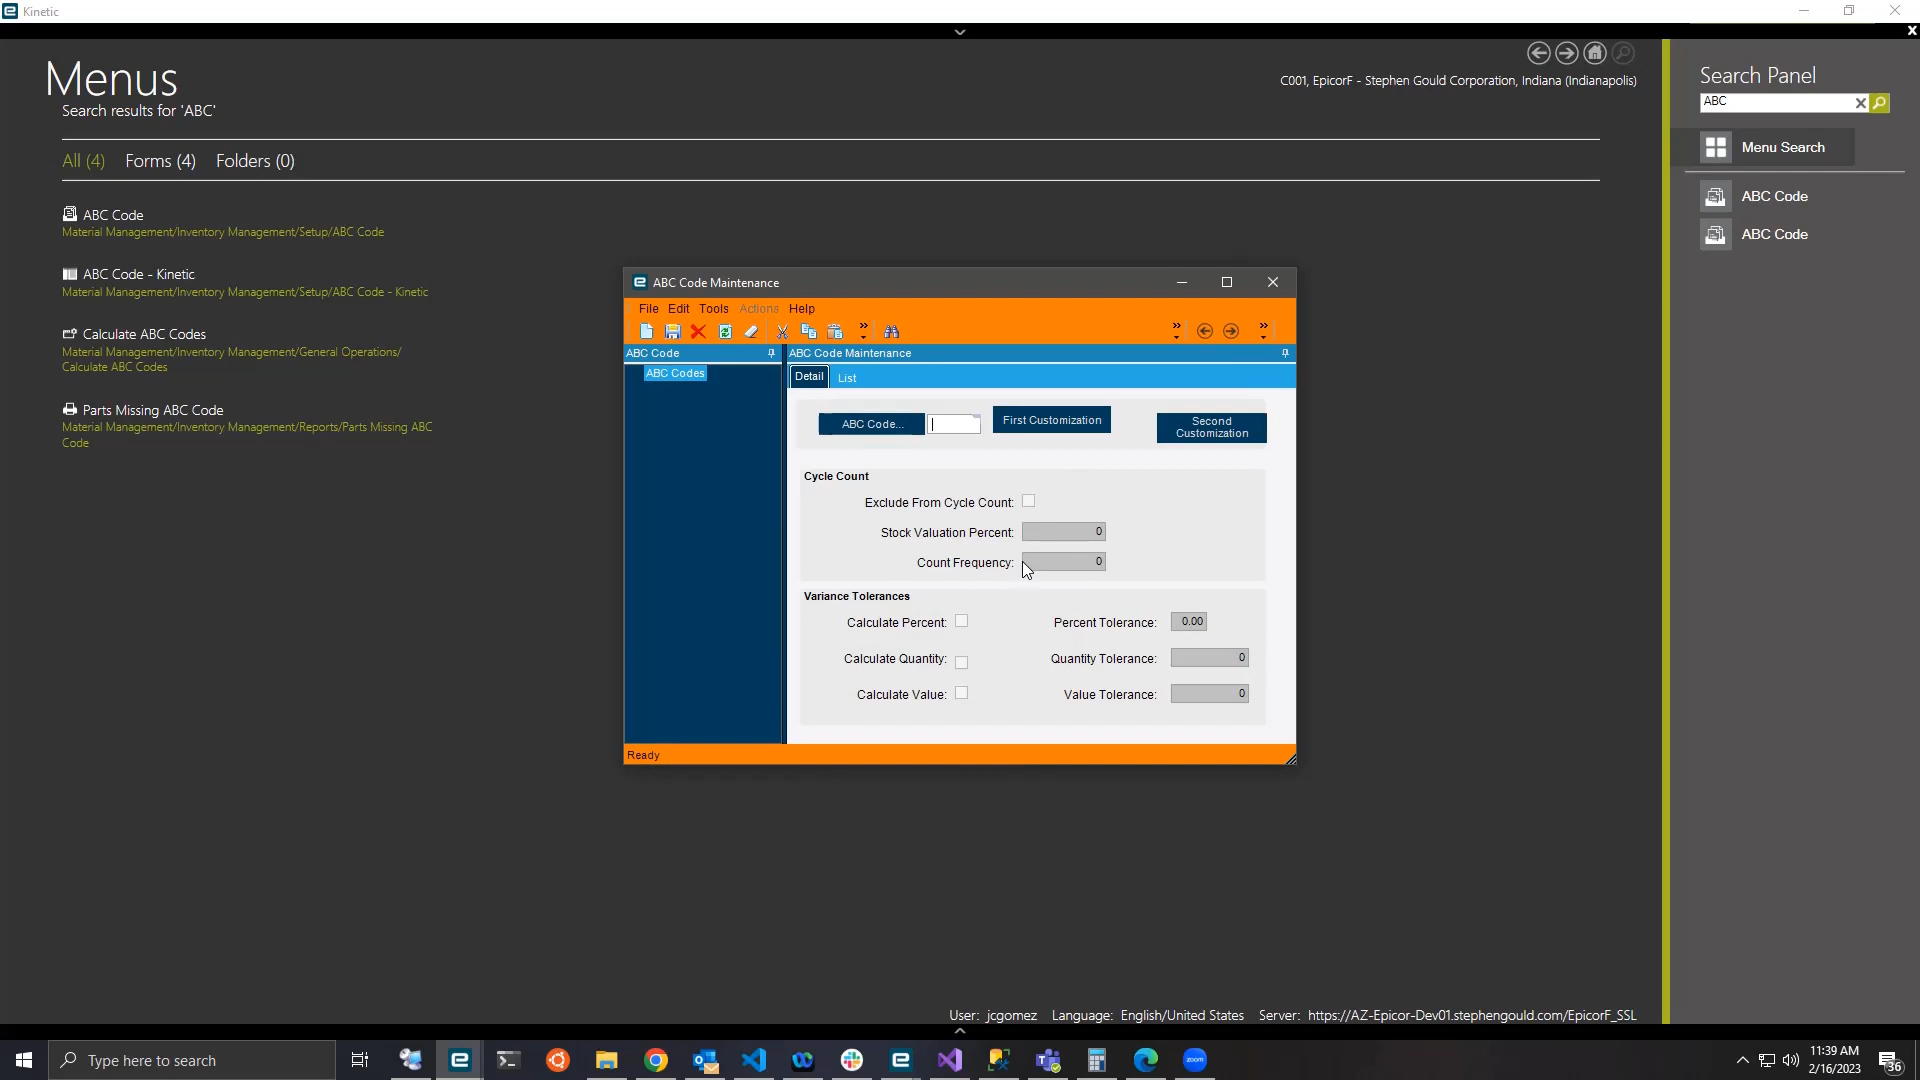 Kinetic
Menus
Search results for 'ABC'
C001, EpicorF - Stephen Gould Corporation, Indiana (Indianapolis)
Search Panel
ABC
Menu Search
ABC Code
ABC Code
All (4) Forms (4) Folders (0)
ABC Code
Material Management/Inventory Management/Setup/ABC Code
ABC Code - Kinetic
Material Management/Inventory Management/Setup/ABC Code - Kinetic
Calculate ABC Codes
Material Management/Inventory Management/General Operations/
Calculate ABC Codes
Parts Missing ABC Code
Material Management/Inventory Management/Reports/Parts Missing ABC
Code
ABC Code Maintenance
File Edit Tools Actions Help
ABC Code
ABC Codes
ABC Code Maintenance
Detail List
ABC Code...
First Customization
Second
Customization
Cycle Count
Exclude From Cycle Count:
Stock Valuation Percent: 0
Count Frequency: 0
Variance Tolerances
Calculate Percent: Percent Tolerance: 0.00
Calculate Quantity: Quantity Tolerance: 0
Calculate Value: Value Tolerance: 0
Ready
User: jcgomez Language: English/United States Server: https://AZ-Epicor-Dev01.stephengould.com/EpicorF_SSL
Type here to search
zoom
11:39 AM
2/16/2023
36